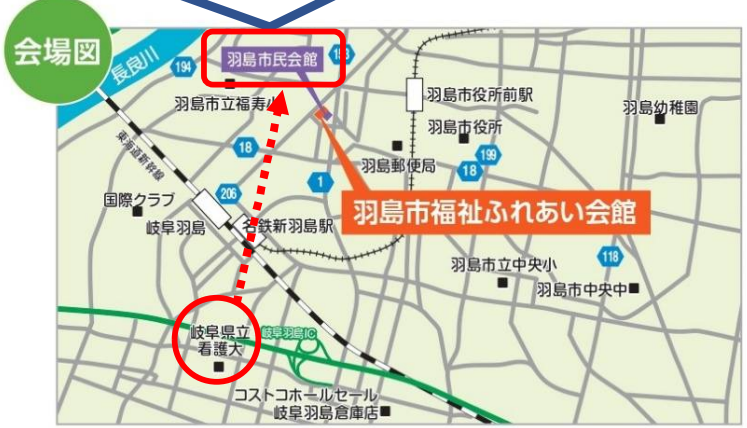 会場図
長良川
194
羽島市民会館
193
羽島市立福寿小
羽島市役所前駅
羽島幼稚園
東海道新幹線
羽島市役所
18
羽島郵便局
199
18
国際クラブ
206
1
羽島市福祉ふれあい会館
岐阜羽島
名鉄新羽島駅
118
羽島市立中央小
羽島市中央中
岐阜県立
看護大
岐阜羽島IC
コストコホールセール
岐阜羽島倉庫店